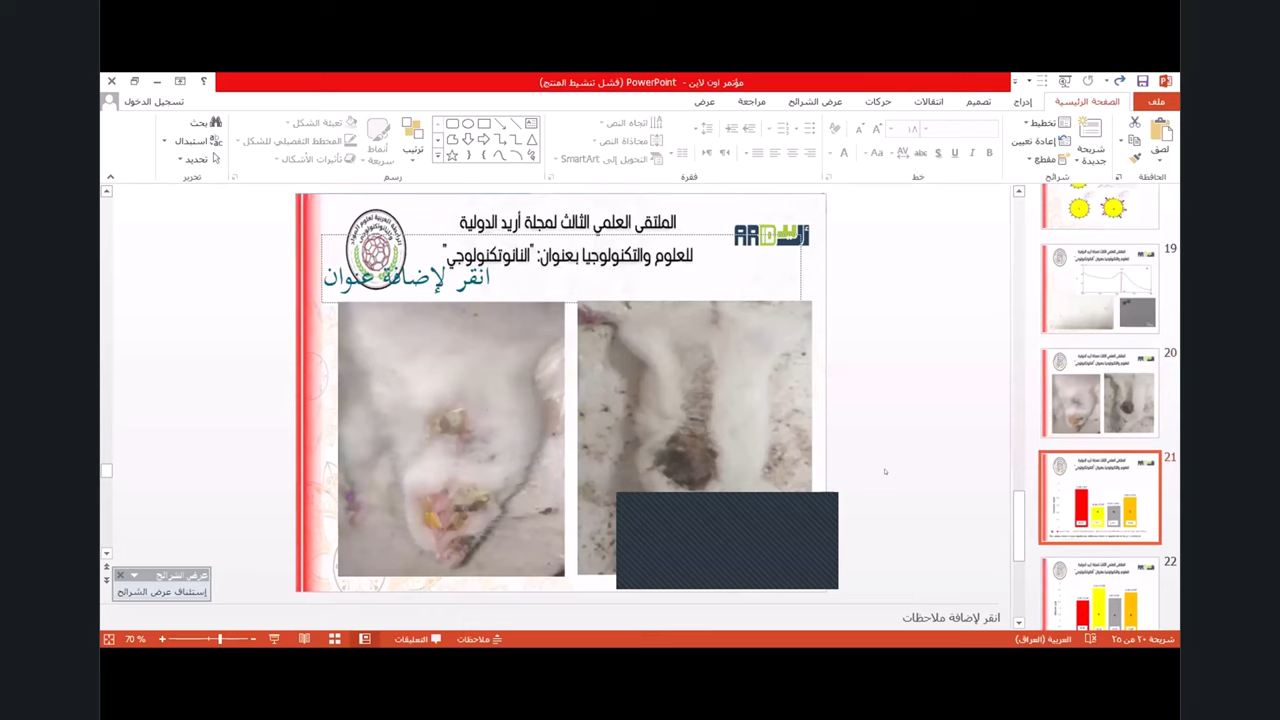 مؤتمر اون لاين - PowerPoint (فشل تنشيط المنتج)
ملف
الصفحة الرئيسية
إدراج
تصميم
انتقالات
حركات
عرض الشرائح
مراجعة
عرض
تسجيل الدخول
لصق
الحافظة
شريحة جديدة
تخطيط
إعادة تعيين
مقطع
شرائح
خط
اتجاه النص
محاذاة النص
التحويل إلى SmartArt
فقرة
ترتيب
أنماط سريعة
تعبئة الشكل
المخطط التفصيلي للشكل
تأثيرات الأشكال
رسم
بحث
استبدال
تحديد
تحرير
الملتقى العلمي الثالث لمجلة أريد الدولية
للعلوم والتكنولوجيا بعنوان: "النانوتكنولوجي"
أريد
ARID
انقر لإضافة عنوان
19
20
21
22
عرض الشرائح
إستئناف عرض الشرائح
انقر لإضافة ملاحظات
شريحة ٢٠ من ٢٥
العربية (العراق)
ملاحظات
التعليقات
70 %